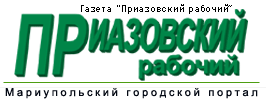 Газета "Приазовский рабочий"
ПРИАЗОВСКИЙ
рабочий
Мариупольский городской портал